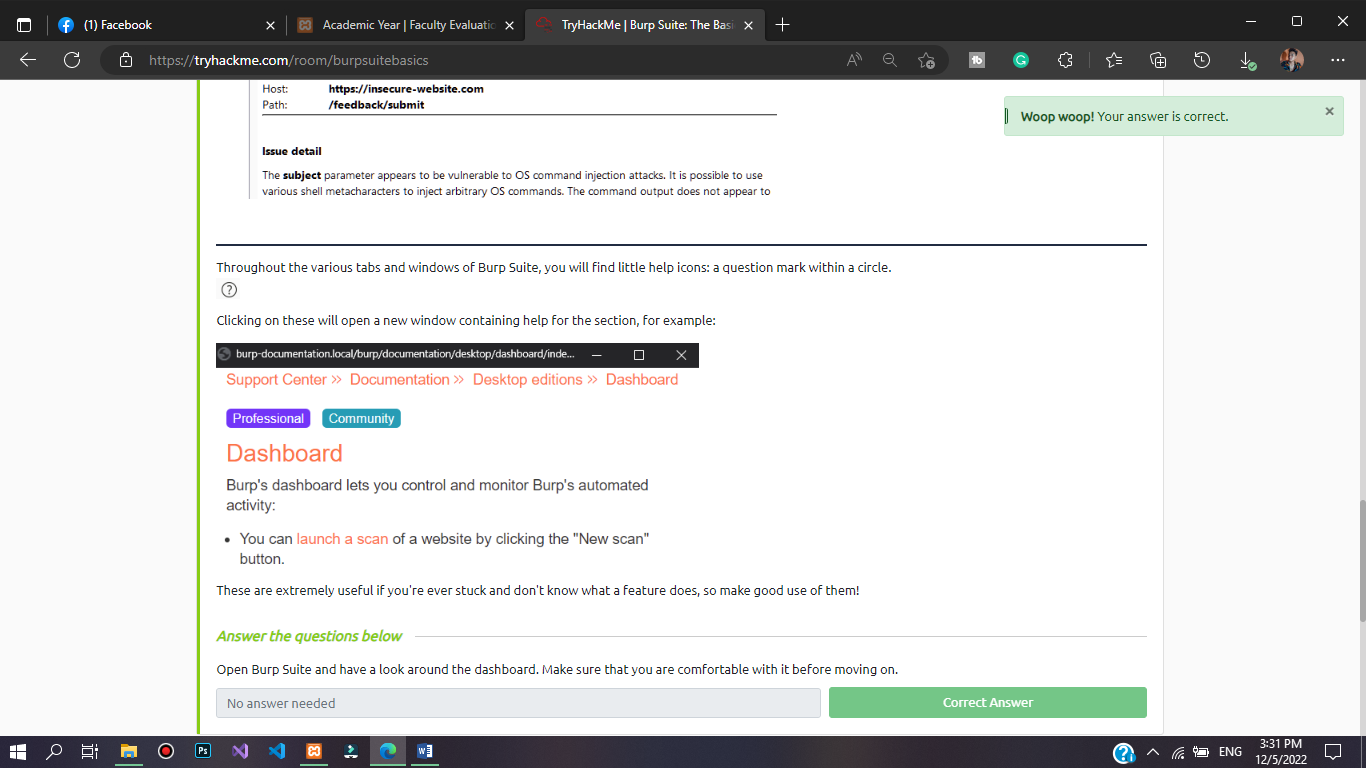 (1) Facebook
Academic Year | Faculty Evaluatio
TryHackMe | Burp Suite: The Basi
https://tryhackme.com/room/burpsuitebasics
Host: https://insecure-website.com
Path: /feedback/submit
Woop woop! Your answer is correct.
Issue detail
The subject parameter appears to be vulnerable to OS command injection attacks. It is possible to use
various shell metacharacters to inject arbitrary OS commands. The command output does not appear to
Throughout the various tabs and windows of Burp Suite, you will find little help icons: a question mark within a circle.
?
Clicking on these will open a new window containing help for the section, for example:
burp-documentation.local/burp/documentation/desktop/dashboard/inde...
Support Center » Documentation » Desktop editions » Dashboard
Professional Community
Dashboard
Burp's dashboard lets you control and monitor Burp's automated
activity:
• You can launch a scan of a website by clicking the "New scan"
button.
These are extremely useful if you're ever stuck and don't know what a feature does, so make good use of them!
Answer the questions below
Open Burp Suite and have a look around the dashboard. Make sure that you are comfortable with it before moving on.
No answer needed
Correct Answer
ENG
3:31 PM
12/5/2022